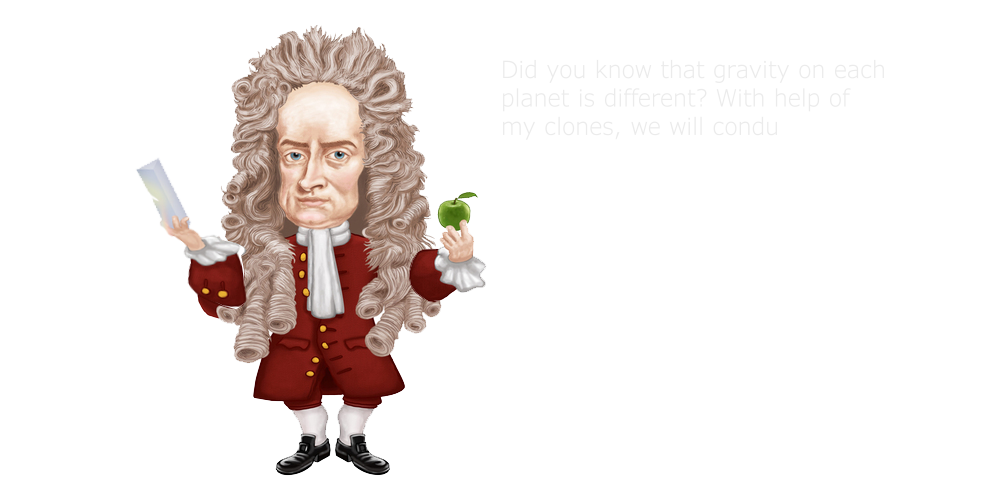 Did you know that gravity on each
planet is different? With help of
my clones, we will condu